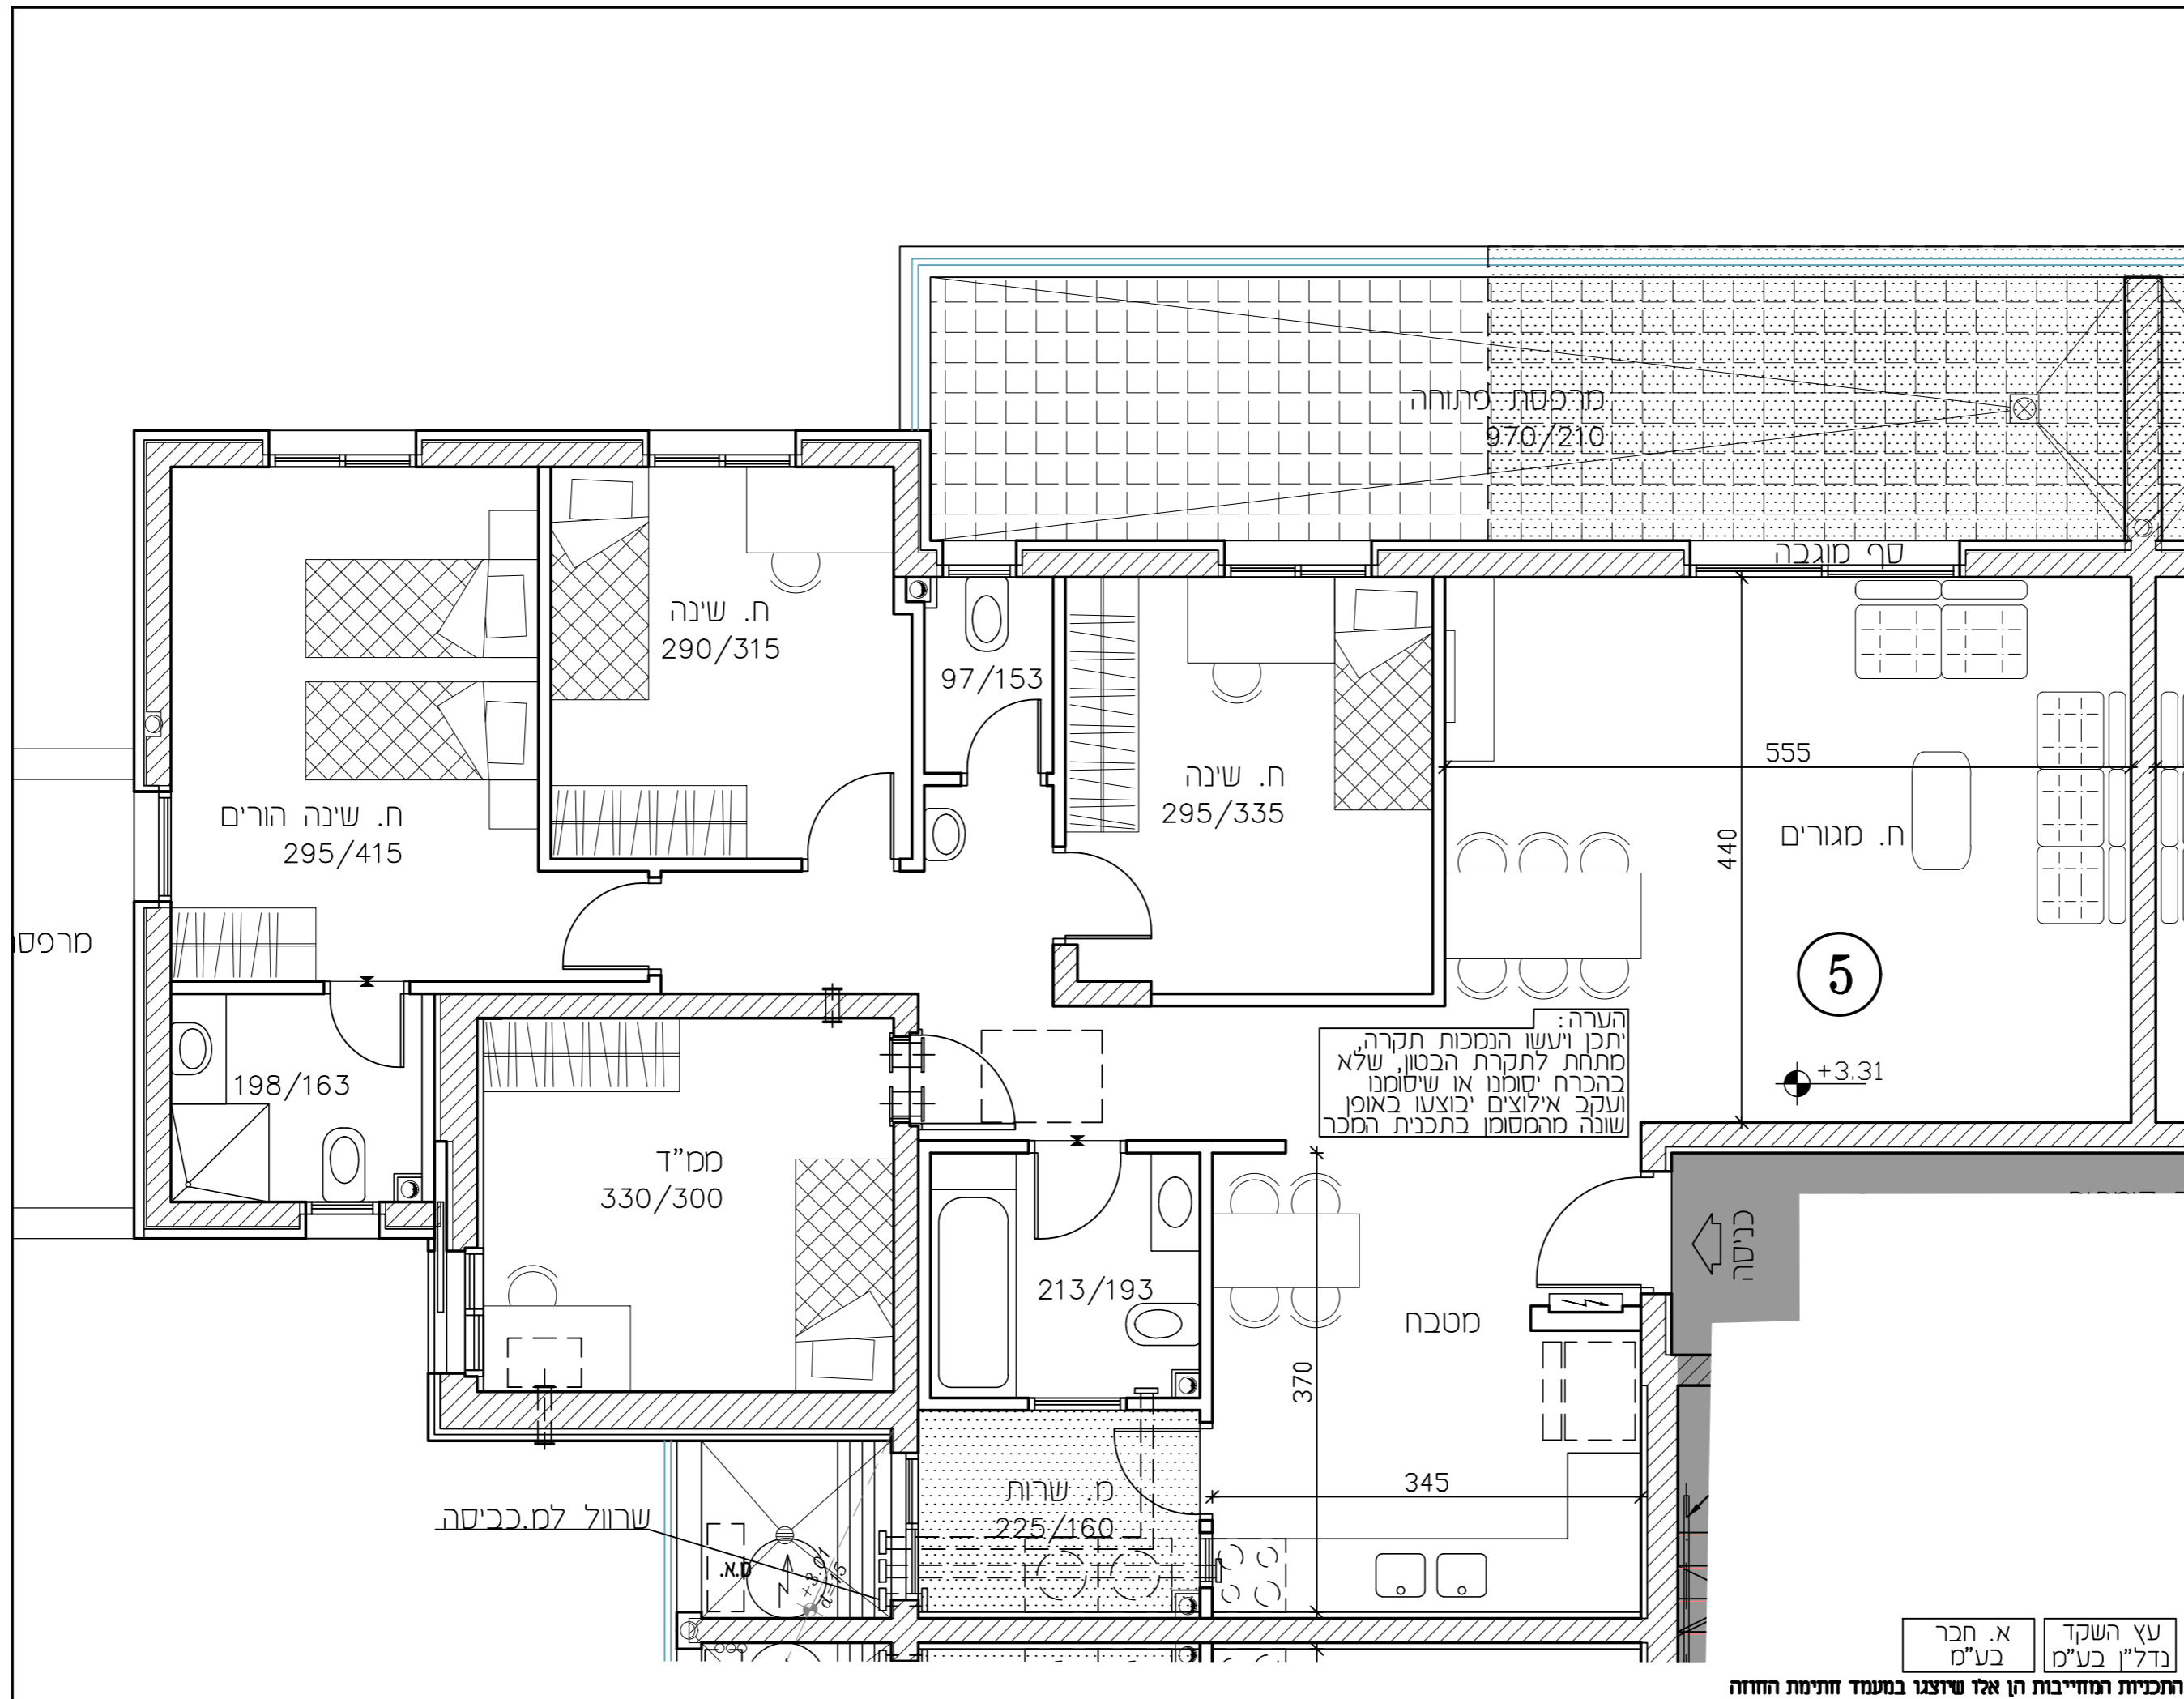 מרפסת פתוחה
970/210
סף מוגבה
ח. שינה
290/315
97/153
ח. שינה
295/335
555
440
ח. מגורים
ח. שינה הורים
295/415
5
+3.31
הערה:
יתכן ויעשו הנמכות תקרה,
מתחת לתקרת הבטון, שלא
בהכרח יסומנו או שיסומנו
ועקב אילוצים יבוצעו באופן
שונה מהמסומן בתכנית המכר
198/163
ממ"ד
330/300
213/193
כניסה
מטבח
370
345
מ. שרות
225/160
שרוול למ.כביסה
+3.01
d=15
N
עץ השקד
נדל"ן בע"מ
א. חבר
בע"מ
התכניות המחייבות הן אלו שיוצגו במעמד חתימת החוזה